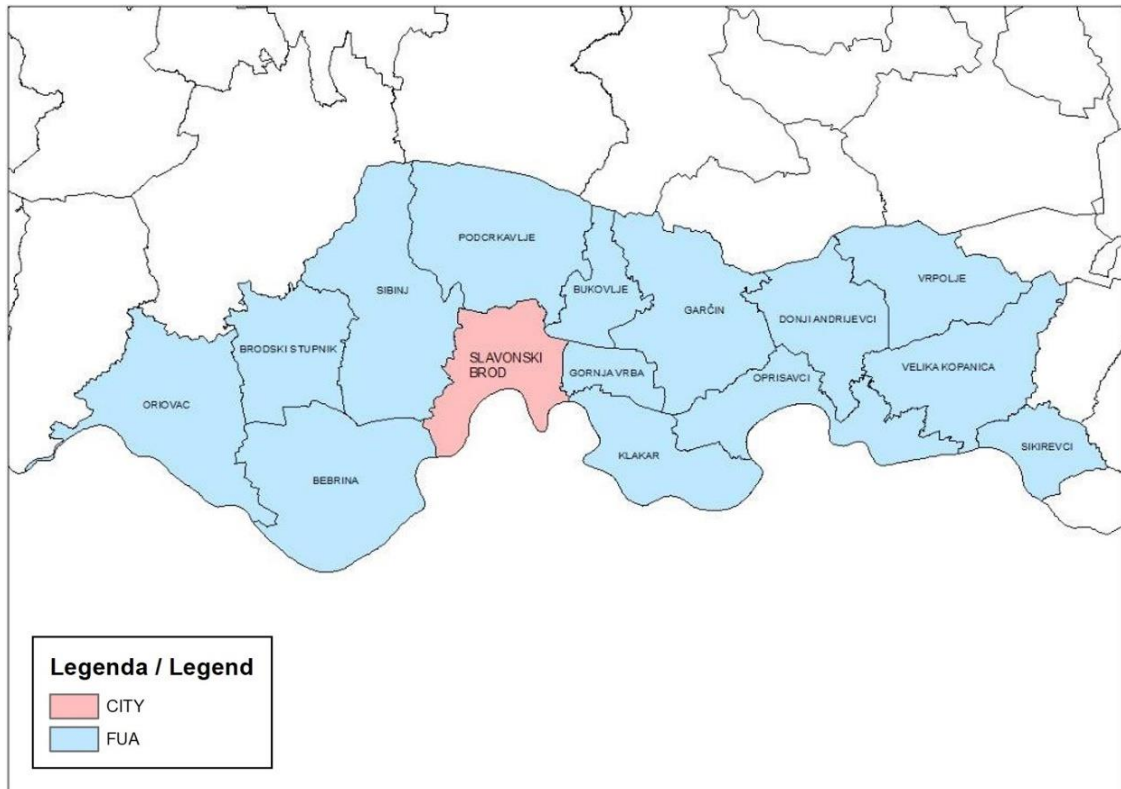 PODCRKAVLJE
VRPOLJE
SIBINJ
BUKOVLJE
GARČIN
DONJI ANDRIJEVCI
BRODSKI STUPNIK
SLAVONSKI
BROD
GORNJA VRBA
OPRISAVCI
VELIKA KOPANICA
ORIOVAC
KLAKAR
SIKIREVCI
BEBRINA
Legenda / Legend
CITY
FUA